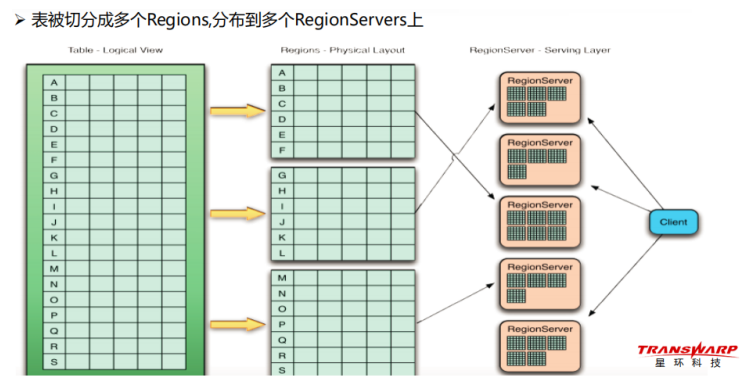 ➢ 表被切分成多个Regions,分布到多个RegionServers上
Table - Logical View
Regions - Physical Layout
RegionServer - Serving Layer
A
B
C
D
E
F
G
H
I
J
K
L
M
N
O
P
Q
R
S
A
B
C
D
E
F
G
H
I
J
K
L
M
N
O
P
Q
R
S
RegionServer
RegionServer
RegionServer
RegionServer
RegionServer
Client
TRANSWARP
星环科技